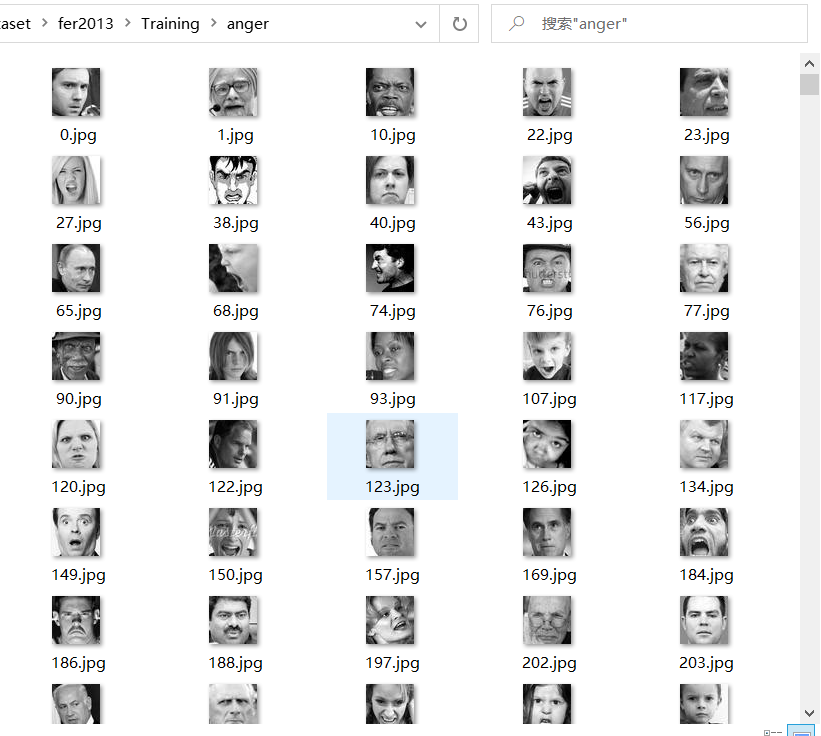 aset > fer2013 > Training > anger
搜索"anger"
0.jpg 1.jpg 10.jpg 22.jpg 23.jpg
27.jpg 38.jpg 40.jpg 43.jpg 56.jpg
65.jpg 68.jpg 74.jpg 76.jpg 77.jpg
90.jpg 91.jpg 93.jpg 107.jpg 117.jpg
120.jpg 122.jpg 123.jpg 126.jpg 134.jpg
149.jpg 150.jpg 157.jpg 169.jpg 184.jpg
186.jpg 188.jpg 197.jpg 202.jpg 203.jpg